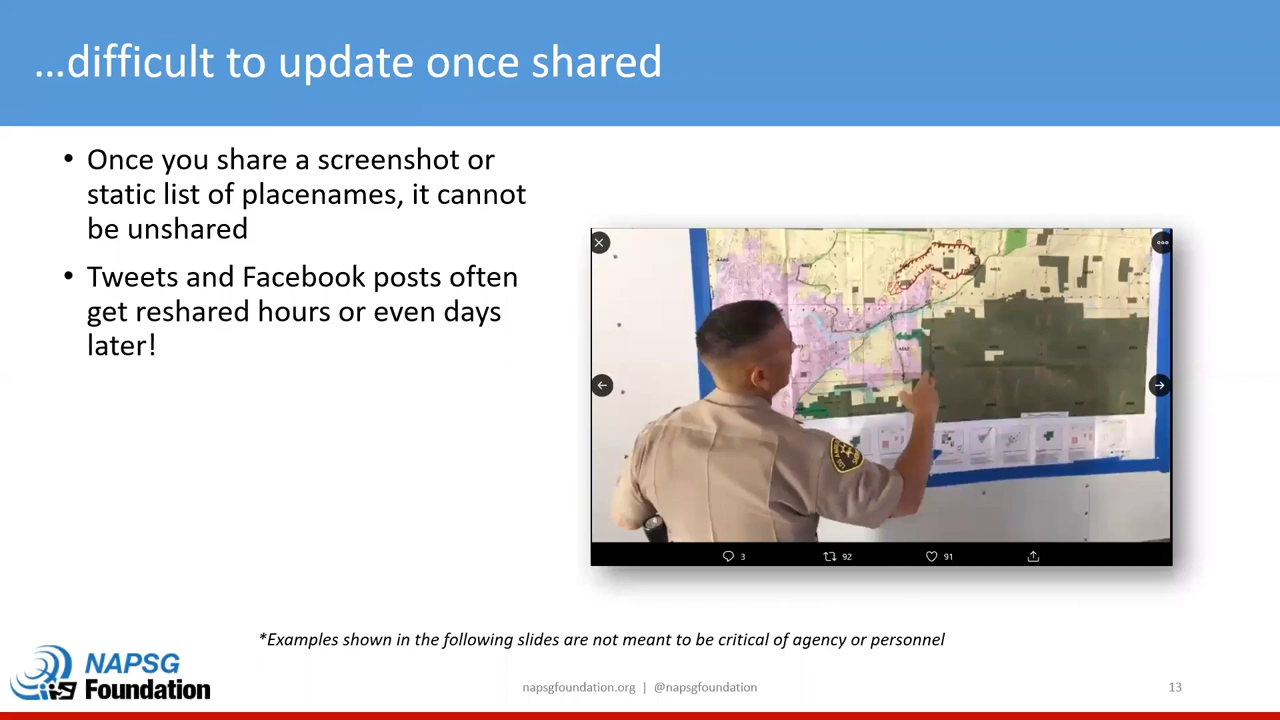 ...difficult to update once shared
• Once you share a screenshot or
static list of placenames, it cannot
be unshared
• Tweets and Facebook posts often
get reshared hours or even days
later!
3
92
91
*Examples shown in the following slides are not meant to be critical of agency or personnel
NAPSG
Foundation
napsgfoundation.org | @napsgfoundation
13